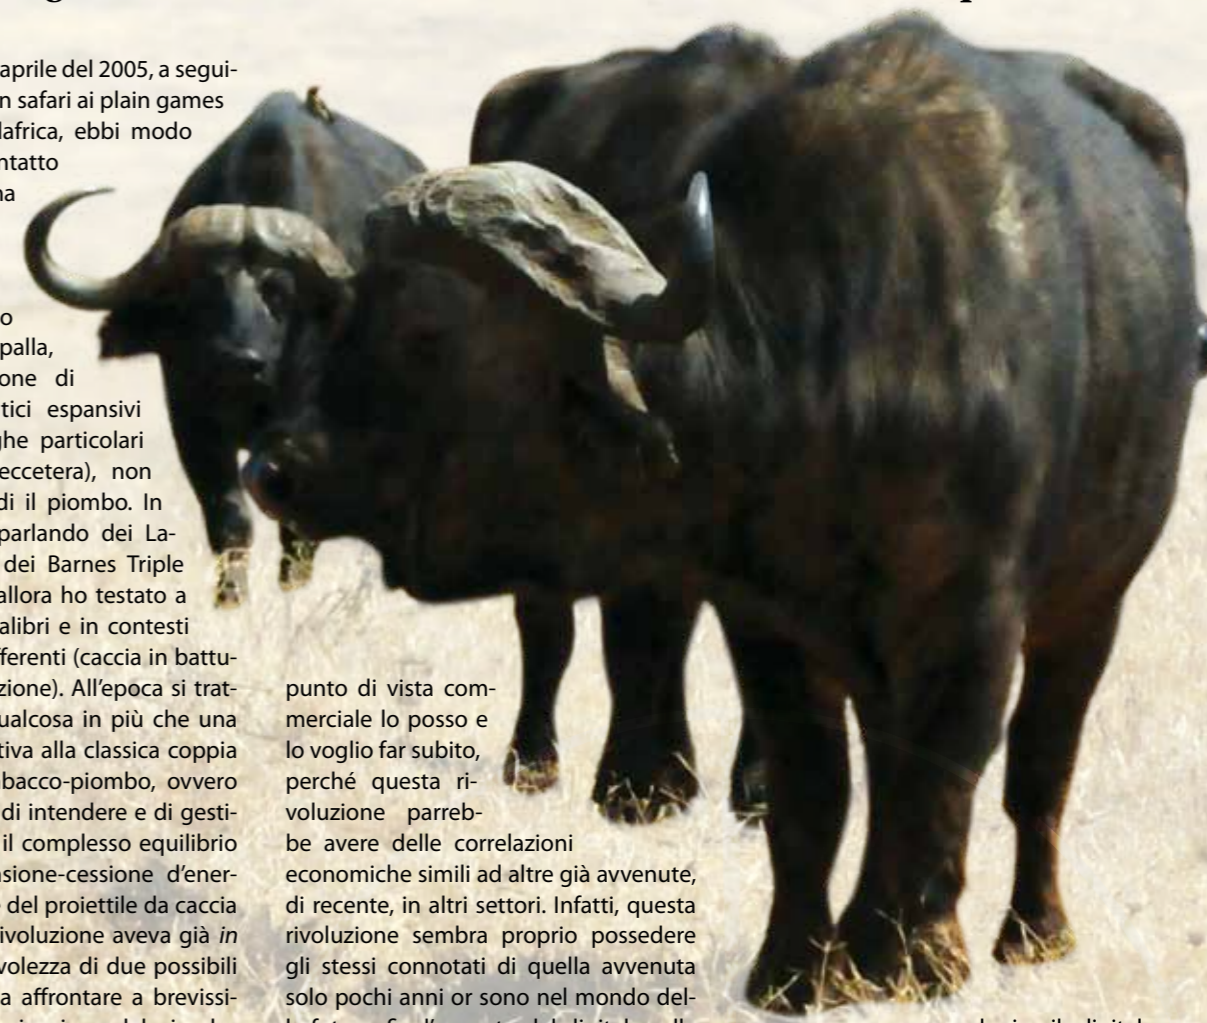 aprile del 2005, a segui-
n safari ai plain games
dafrica, ebbi modo
ntatto
na
o
palla,
one di
tici espansivi
ghe particolari
eccetera), non
di il piombo. In
parlando dei La-
dei Barnes Triple
allora ho testato a
alibri e in contesti
fferenti (caccia in battu-
zione). All'epoca si trat-
ualcosa in più che una
tiva alla classica coppia
abacco-piombo, ovvero
di intendere e di gesti-
il complesso equilibrio
nsione-cessione d'ener-
e del proiettile da caccia
rivoluzione aveva già in
volezza di due possibili
a affrontare a brevissi-
punto di vista com-
merciale lo posso e
lo voglio far subito,
perché questa ri-
voluzione parreb-
be avere delle correlazioni
economiche simili ad altre già avvenute,
di recente, in altri settori. Infatti, questa
rivoluzione sembra proprio possedere
gli stessi connotati di quella avvenuta
solo pochi anni or sono nel mondo del-